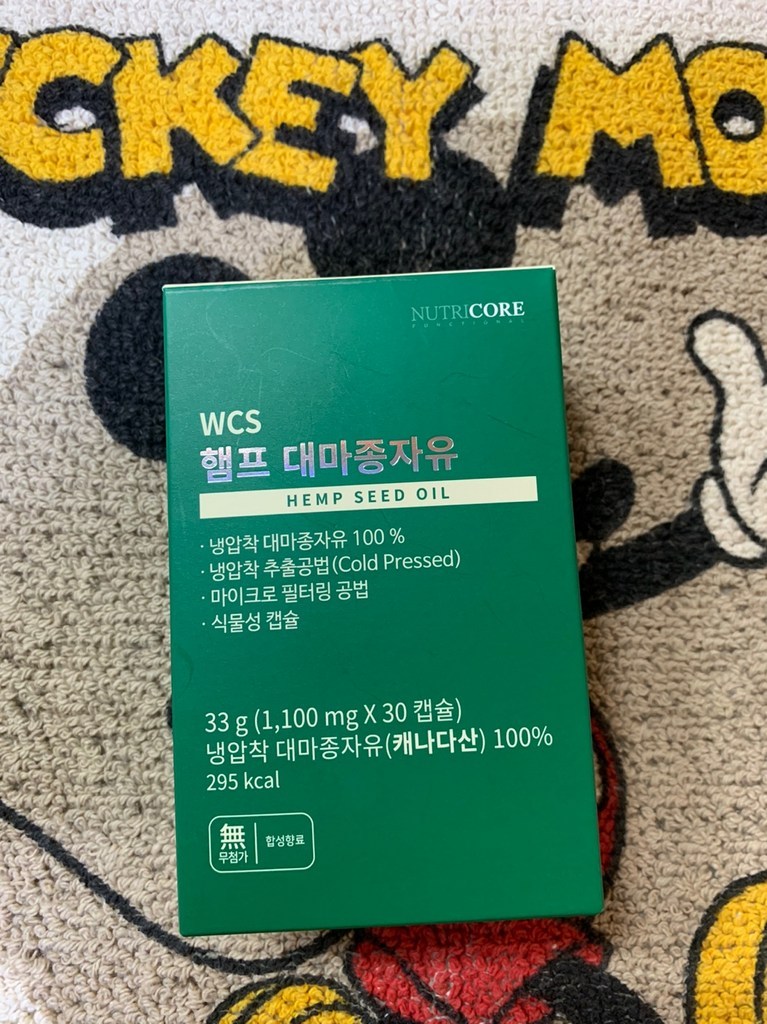 CKEY MO
NUTRICORE
FUNCTIONAL
WCS
햄프 대마종자유
HEMP SEED OIL
· 냉압착 대마종자유 100 %
· 냉압착 추출공법(Cold Pressed)
· 마이크로 필터링 공법
· 식물성 캡슐
33 g (1,100 mg X 30 캡슐)
냉압착 대마종자유(캐나다산) 100%
295 kcal
無
무첨가
합성향료